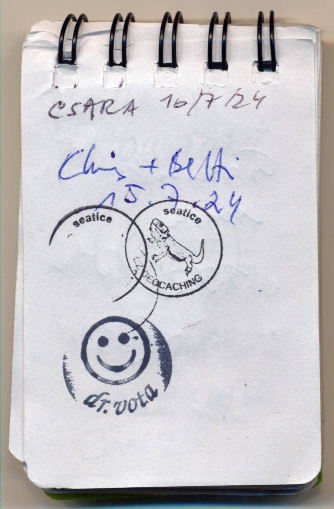 CSARA 16/7/24
Chris + Betti
15.7.24
seatice
seatice
GEOCACHING
dr. vota